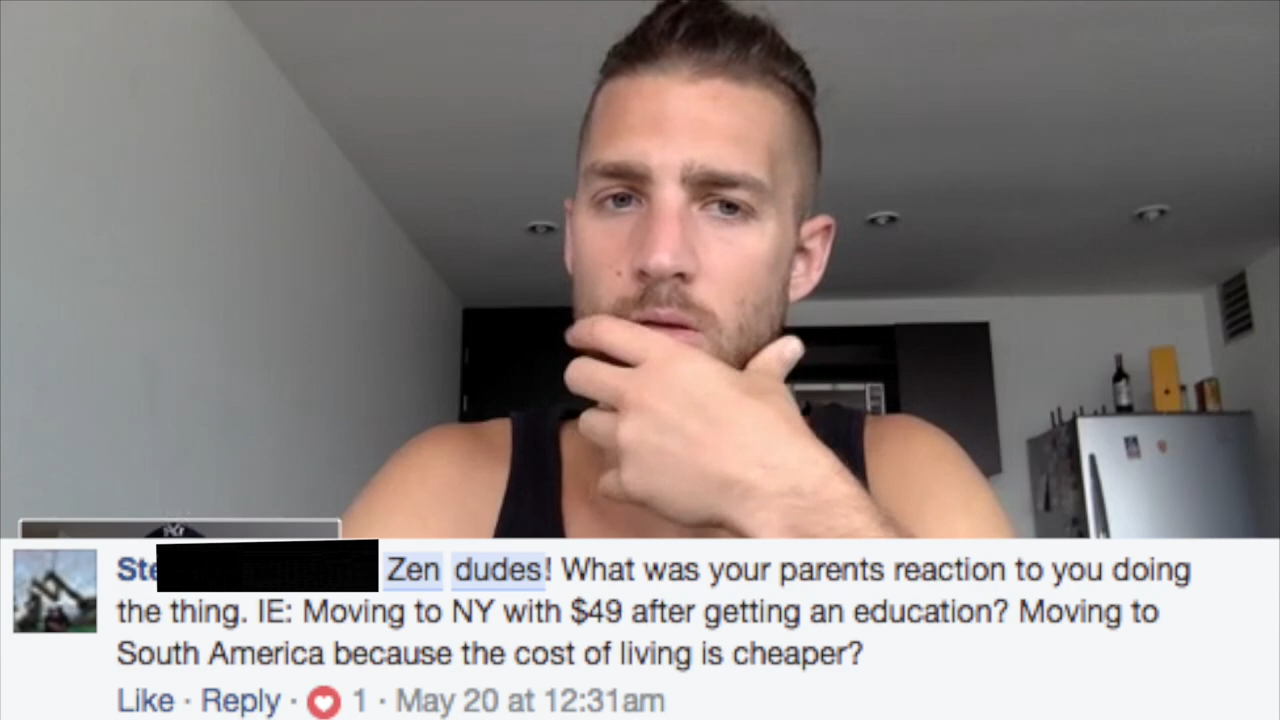 Ste Zen dudes! What was your parents reaction to you doing
the thing. IE: Moving to NY with $49 after getting an education? Moving to
South America because the cost of living is cheaper?
Like · Reply · 1 · May 20 at 12:31am